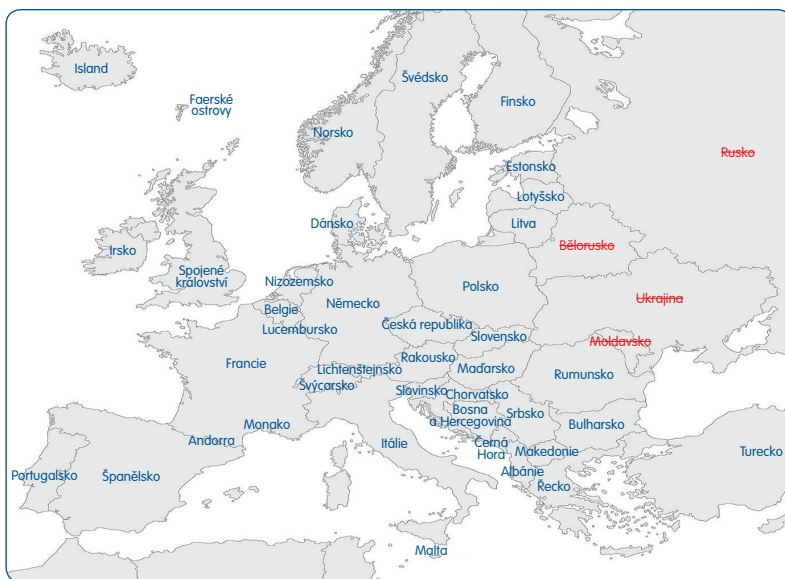 Island
Švédsko
Finsko
Faerské
ostrovy
Norsko
Rusko
Estonsko
Lotyšsko
Dánsko
Litva
Irsko
Bělorusko
Spojené
království
Nizozemsko
Polsko
Německo
Ukrajina
Belgie
Česká republika
Lucembursko
Slovensko
Moldavsko
Francie
Rakousko
Lichtenštejnsko
Maďarsko
Rumunsko
Švýcarsko
Slovinsko
Chorvatsko
Bosna
a Hercegovina
Srbsko
Monako
Bulharsko
Andorra
Itálie
Černá
Hora
Makedonie
Turecko
Albánie
Portugalsko
Španělsko
Řecko
Malta